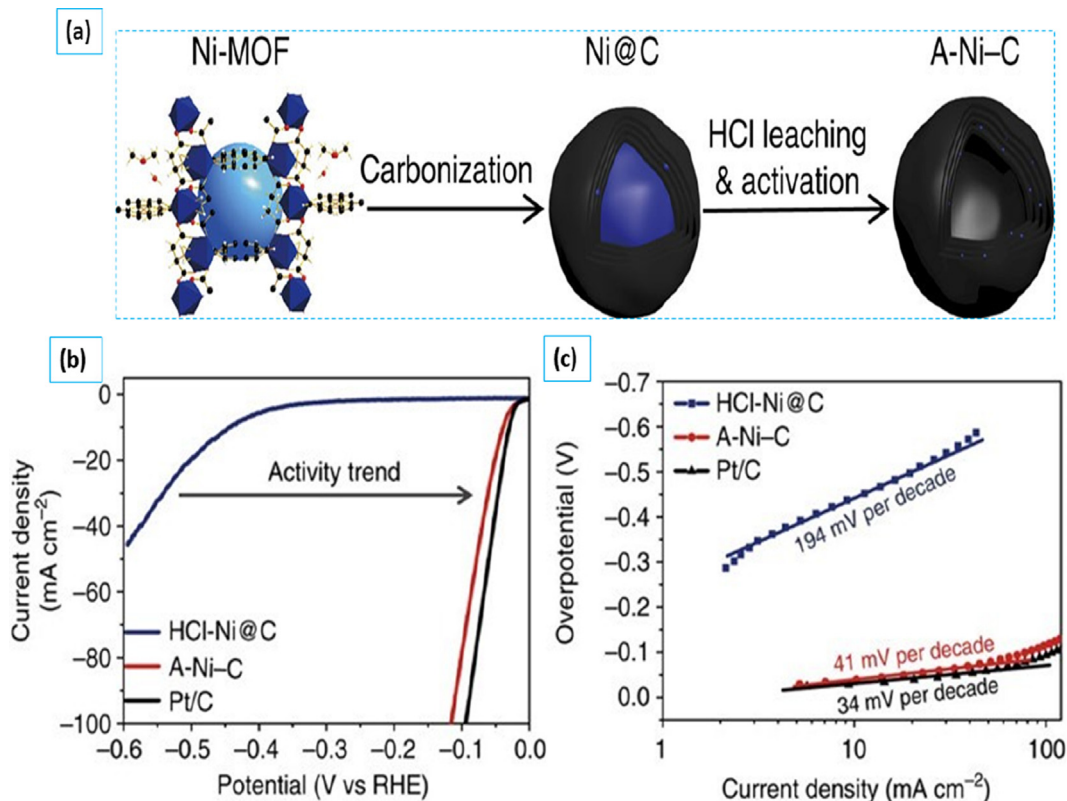 (a)
Ni-MOF
Ni@C
A-Ni–C
Carbonization
HCl leaching
& activation
(b)
0
−20
−40
−60
−80
−100
Current density
(mA cm−2)
Activity trend
HCl-Ni@C
A-Ni–C
Pt/C
−0.6
−0.5
−0.4
−0.3
−0.2
−0.1
0.0
Potential (V vs RHE)
(c)
−0.7
−0.6
−0.5
−0.4
−0.3
−0.2
−0.1
0.0
Overpotential (V)
HCl-Ni@C
A-Ni–C
Pt/C
194 mV per decade
41 mV per decade
34 mV per decade
1
10
100
Current density (mA cm−2)